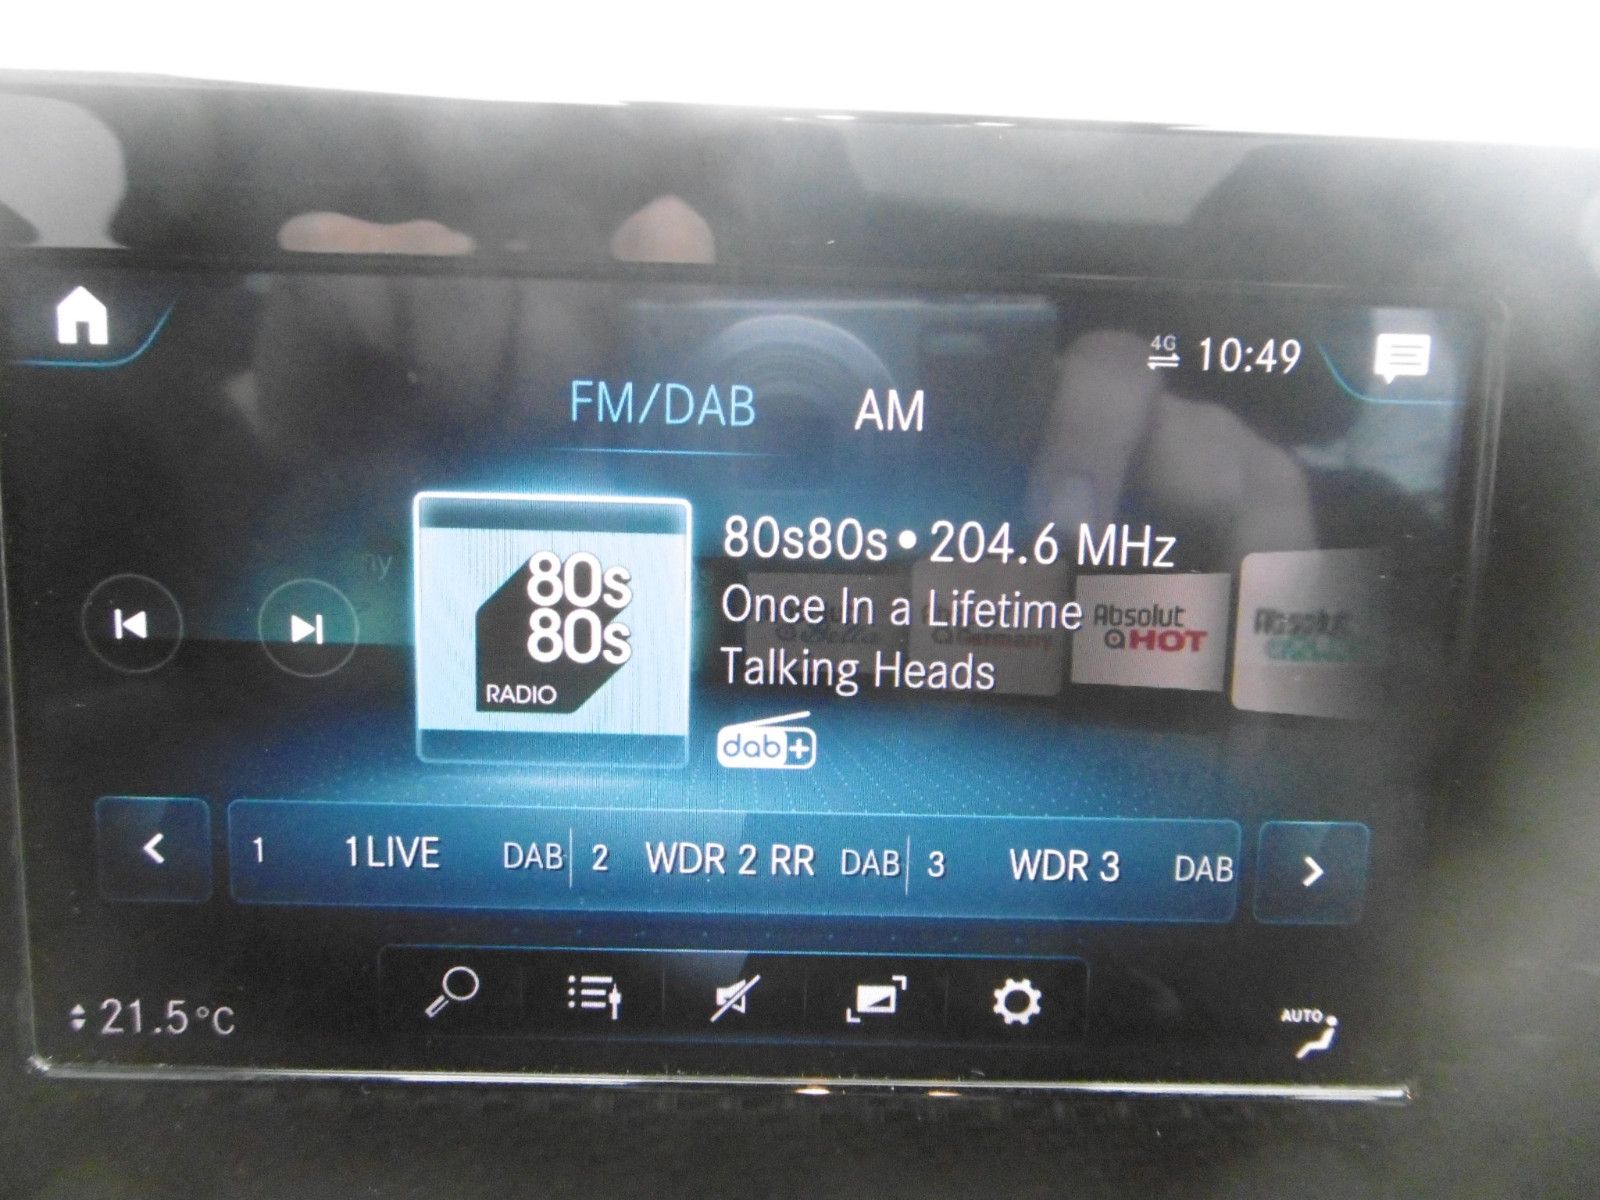 4G 10:49
FM/DAB AM
80s
80s
RADIO
80s80s • 204.6 MHz
Once In a Lifetime
Talking Heads
dab+
Absolut
HOT
Absolut
1 1LIVE DAB 2 WDR 2 RR DAB 3 WDR 3 DAB
21.5°C
AUTO